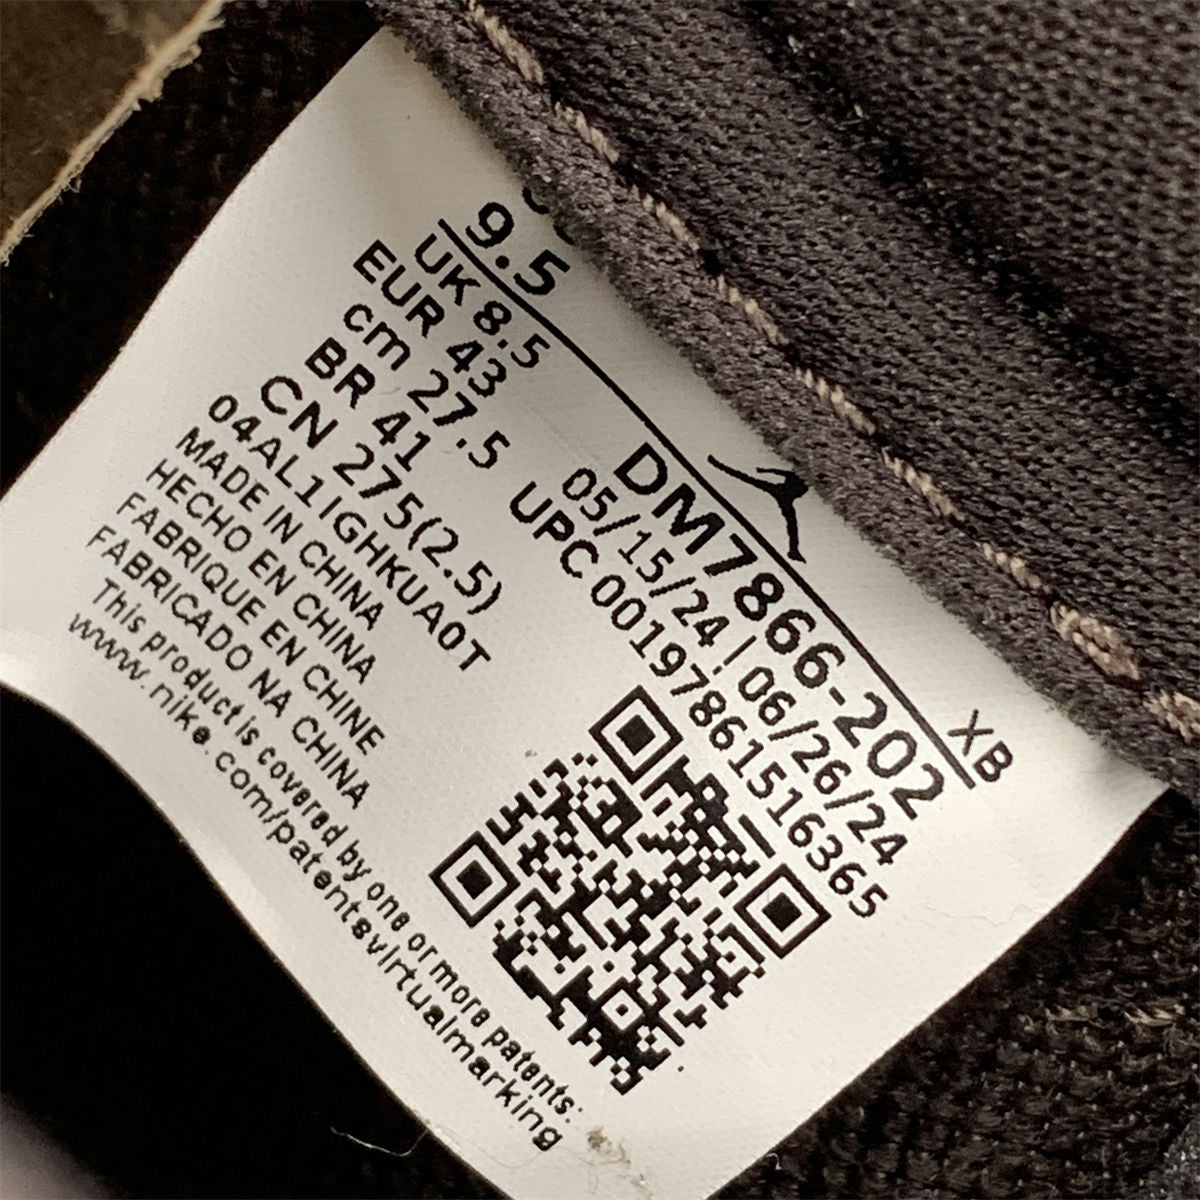 9.5
UK 8.5
EUR 43
cm 27.5
BR 41
CN 275(2.5)
04AL1IGHKUA0T
MADE IN CHINA
HECHO EN CHINA
FABRIQUE EN CHINE
FABRICADO NA CHINA
This product is covered by one or more patents:
www.nike.com/patentsvirtualmarking
XB
DM7866-202
05/15/24 | 06/26/24
UPC 00197861516365